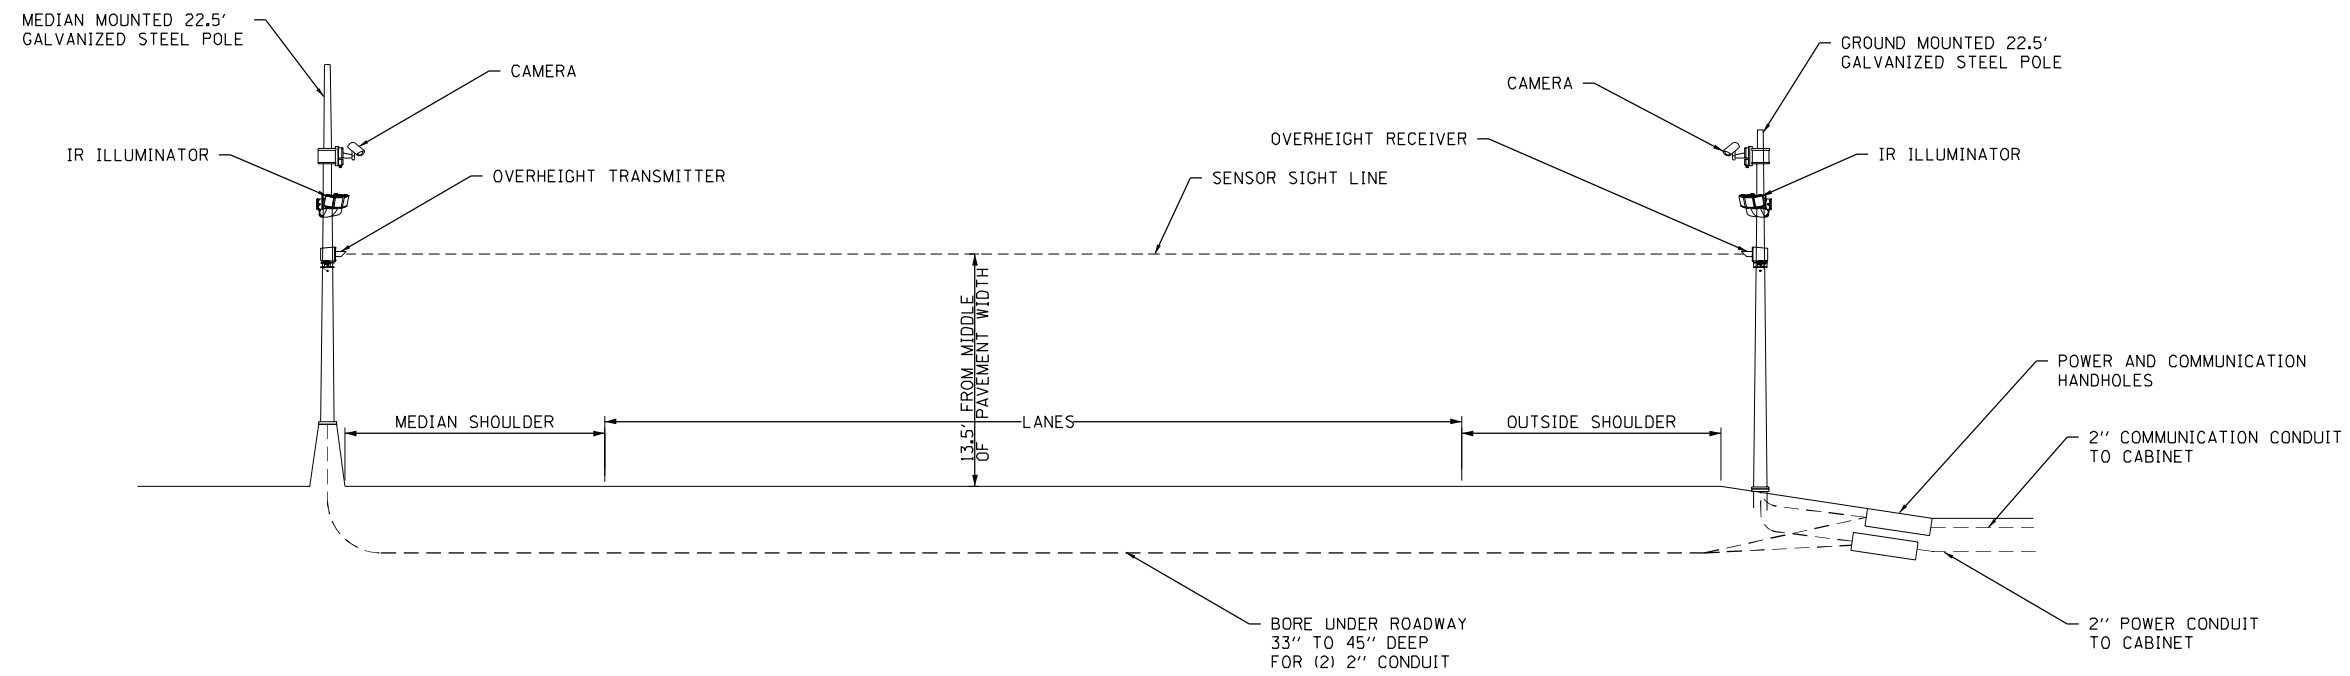 MEDIAN MOUNTED 22.5'
GALVANIZED STEEL POLE
CAMERA
IR ILLUMINATOR
OVERHEIGHT TRANSMITTER
GROUND MOUNTED 22.5'
GALVANIZED STEEL POLE
CAMERA
OVERHEIGHT RECEIVER
IR ILLUMINATOR
SENSOR SIGHT LINE
13.5' FROM MIDDLE
OF PAVEMENT WIDTH
MEDIAN SHOULDER
LANES
OUTSIDE SHOULDER
POWER AND COMMUNICATION
HANDHOLES
2'' COMMUNICATION CONDUIT
TO CABINET
BORE UNDER ROADWAY
33'' TO 45'' DEEP
FOR (2) 2'' CONDUIT
2'' POWER CONDUIT
TO CABINET